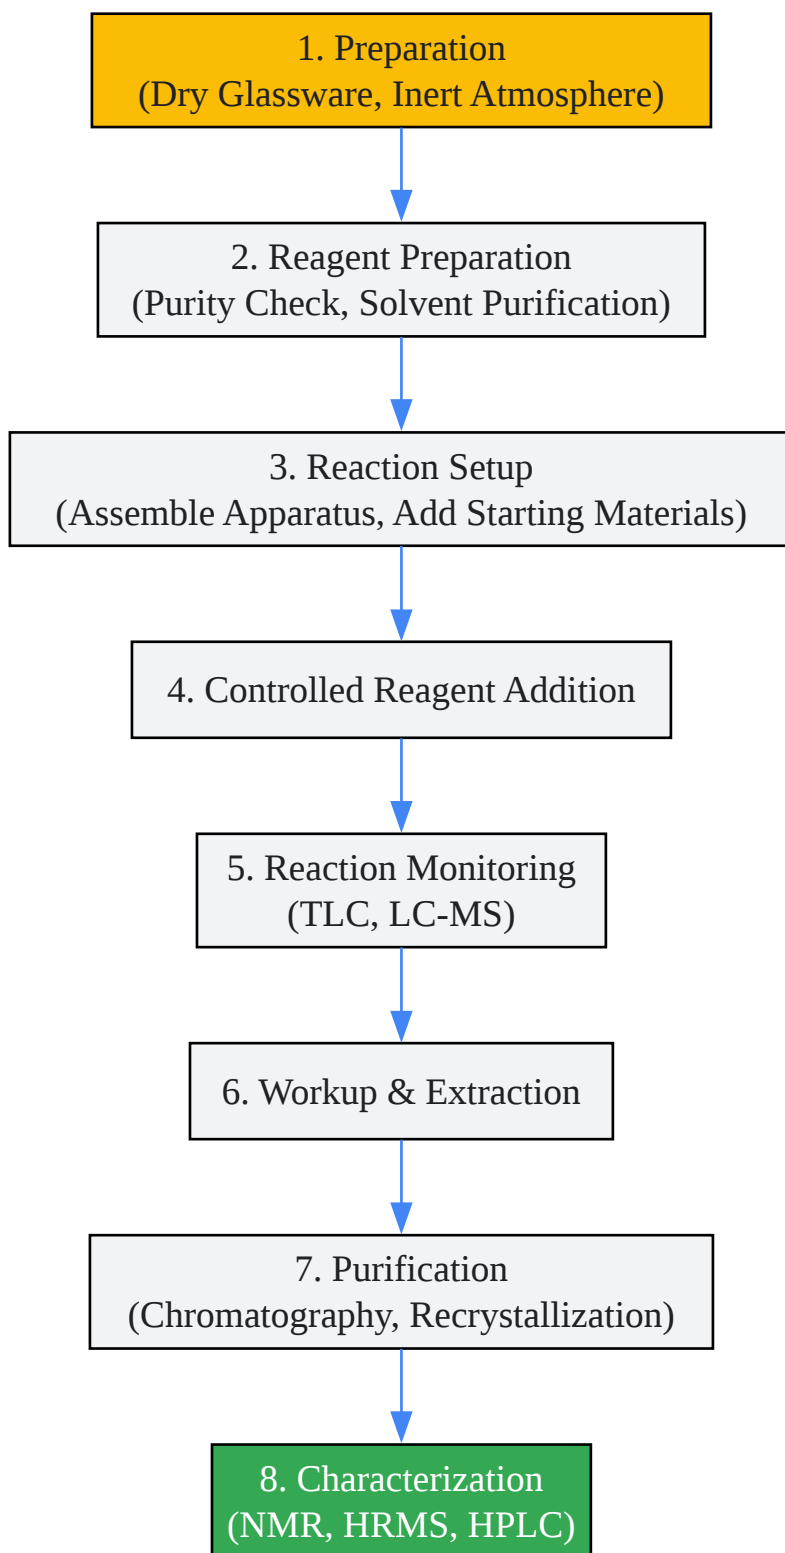 1. Preparation
(Dry Glassware, Inert Atmosphere)
2. Reagent Preparation
(Purity Check, Solvent Purification)
3. Reaction Setup
(Assemble Apparatus, Add Starting Materials)
4. Controlled Reagent Addition
5. Reaction Monitoring
(TLC, LC-MS)
6. Workup & Extraction
7. Purification
(Chromatography, Recrystallization)
8. Characterization
(NMR, HRMS, HPLC)